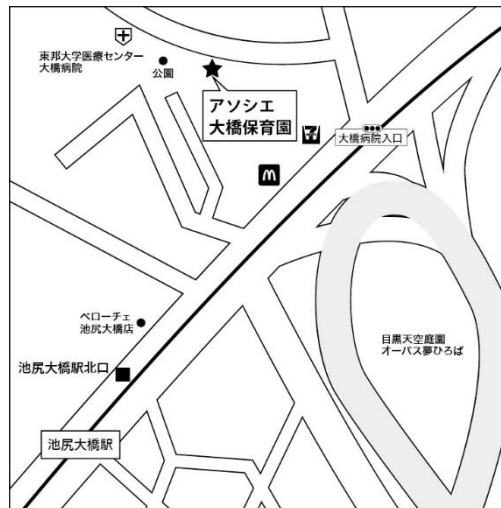 東邦大学医療センター
大橋病院
公園
アソシエ
大橋保育園
大橋病院入口
ベローチェ
池尻大橋店
目黒天空庭園
オーパス夢ひろば
池尻大橋駅北口
池尻大橋駅